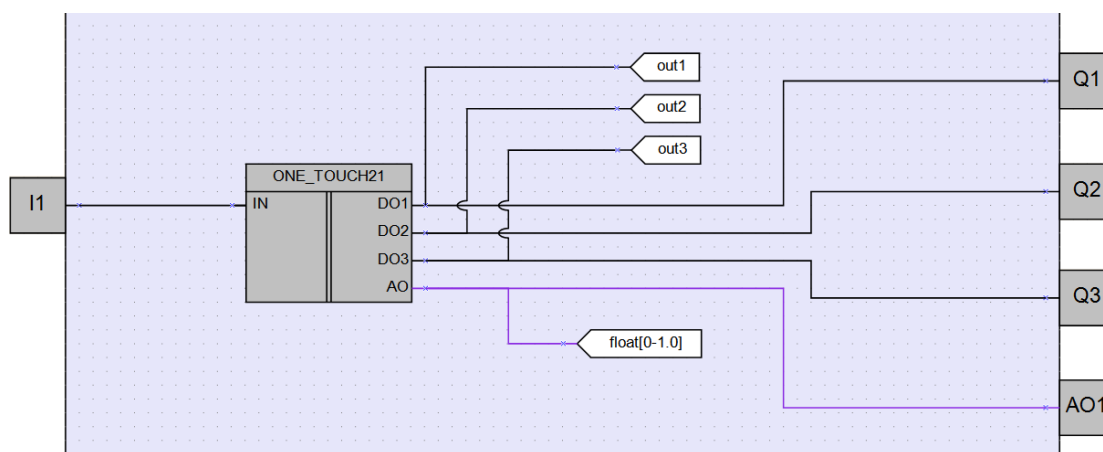 out1
Q1
out2
out3
ONE_TOUCH21
Q2
I1
IN
DO1
DO2
DO3
AO
Q3
float[0-1.0]
AO1